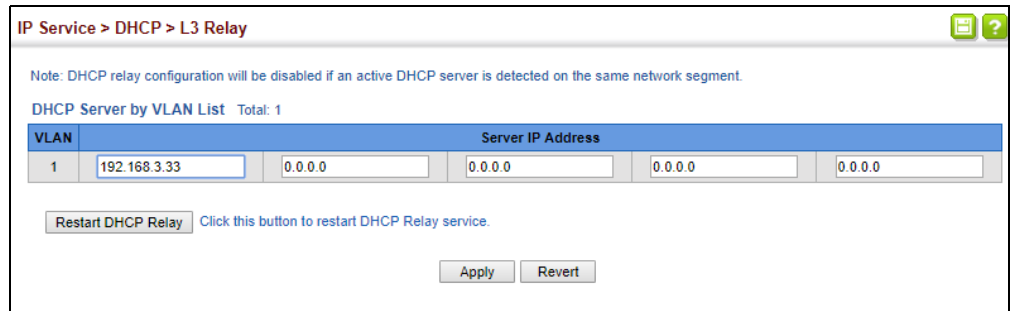 IP Service > DHCP > L3 Relay
?
Note: DHCP relay configuration will be disabled if an active DHCP server is detected on the same network segment.
DHCP Server by VLAN List Total: 1
VLAN Server IP Address
1 192.168.3.33 0.0.0.0 0.0.0.0 0.0.0.0 0.0.0.0
Restart DHCP Relay Click this button to restart DHCP Relay service.
Apply Revert